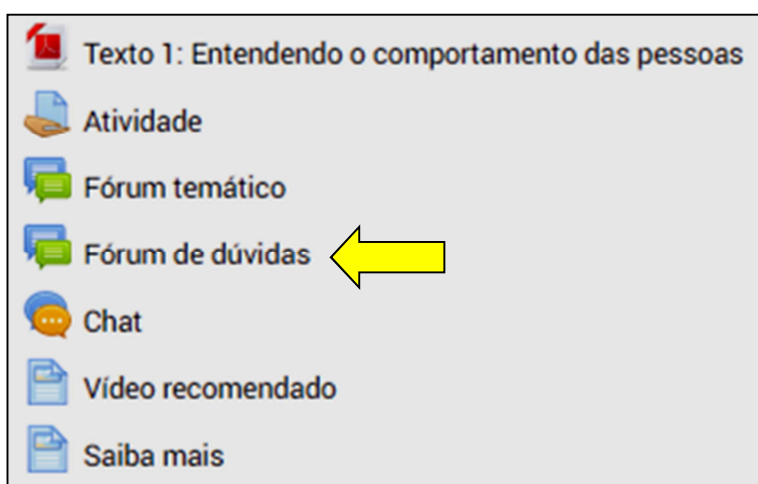 Texto 1: Entendendo o comportamento das pessoas
Atividade
Fórum temático
Fórum de dúvidas
Chat
Vídeo recomendado
Saiba mais